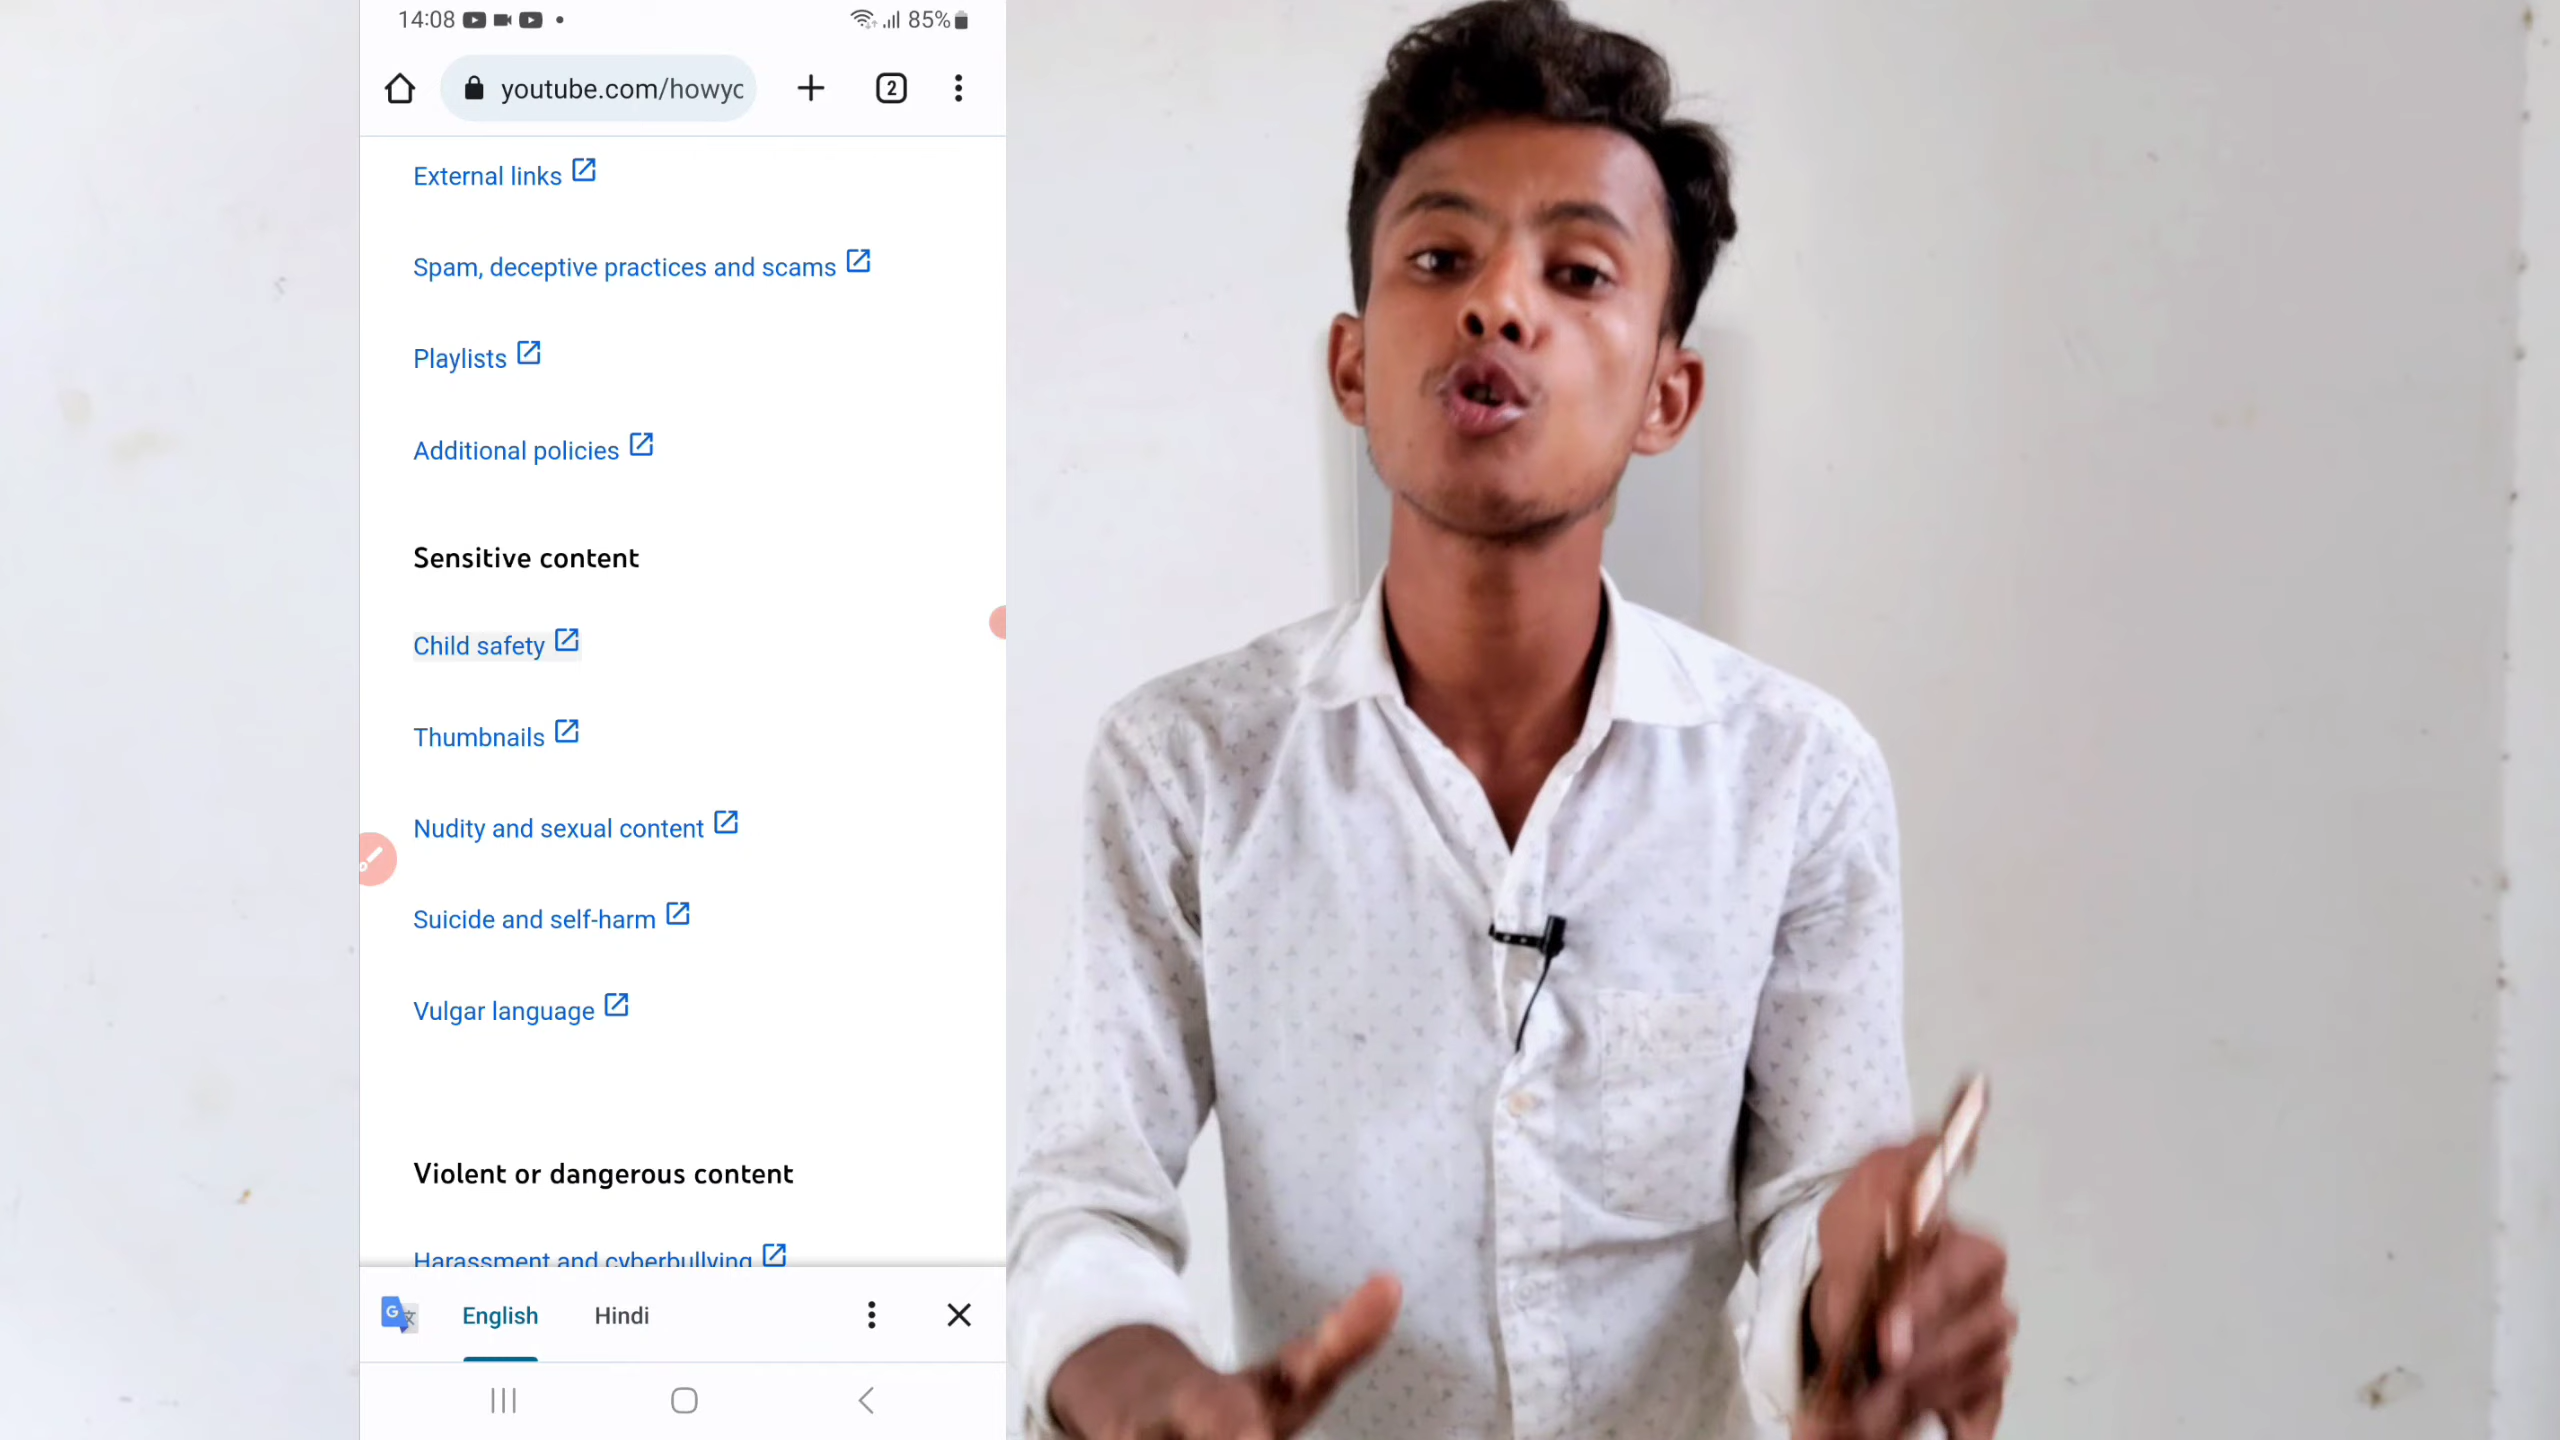 14:08
85%
youtube.com/howyc
2
External links
Spam, deceptive practices and scams
Playlists
Additional policies
Sensitive content
Child safety
Thumbnails
Nudity and sexual content
Suicide and self-harm
Vulgar language
Violent or dangerous content
Harassment and cyberbullying
English
Hindi